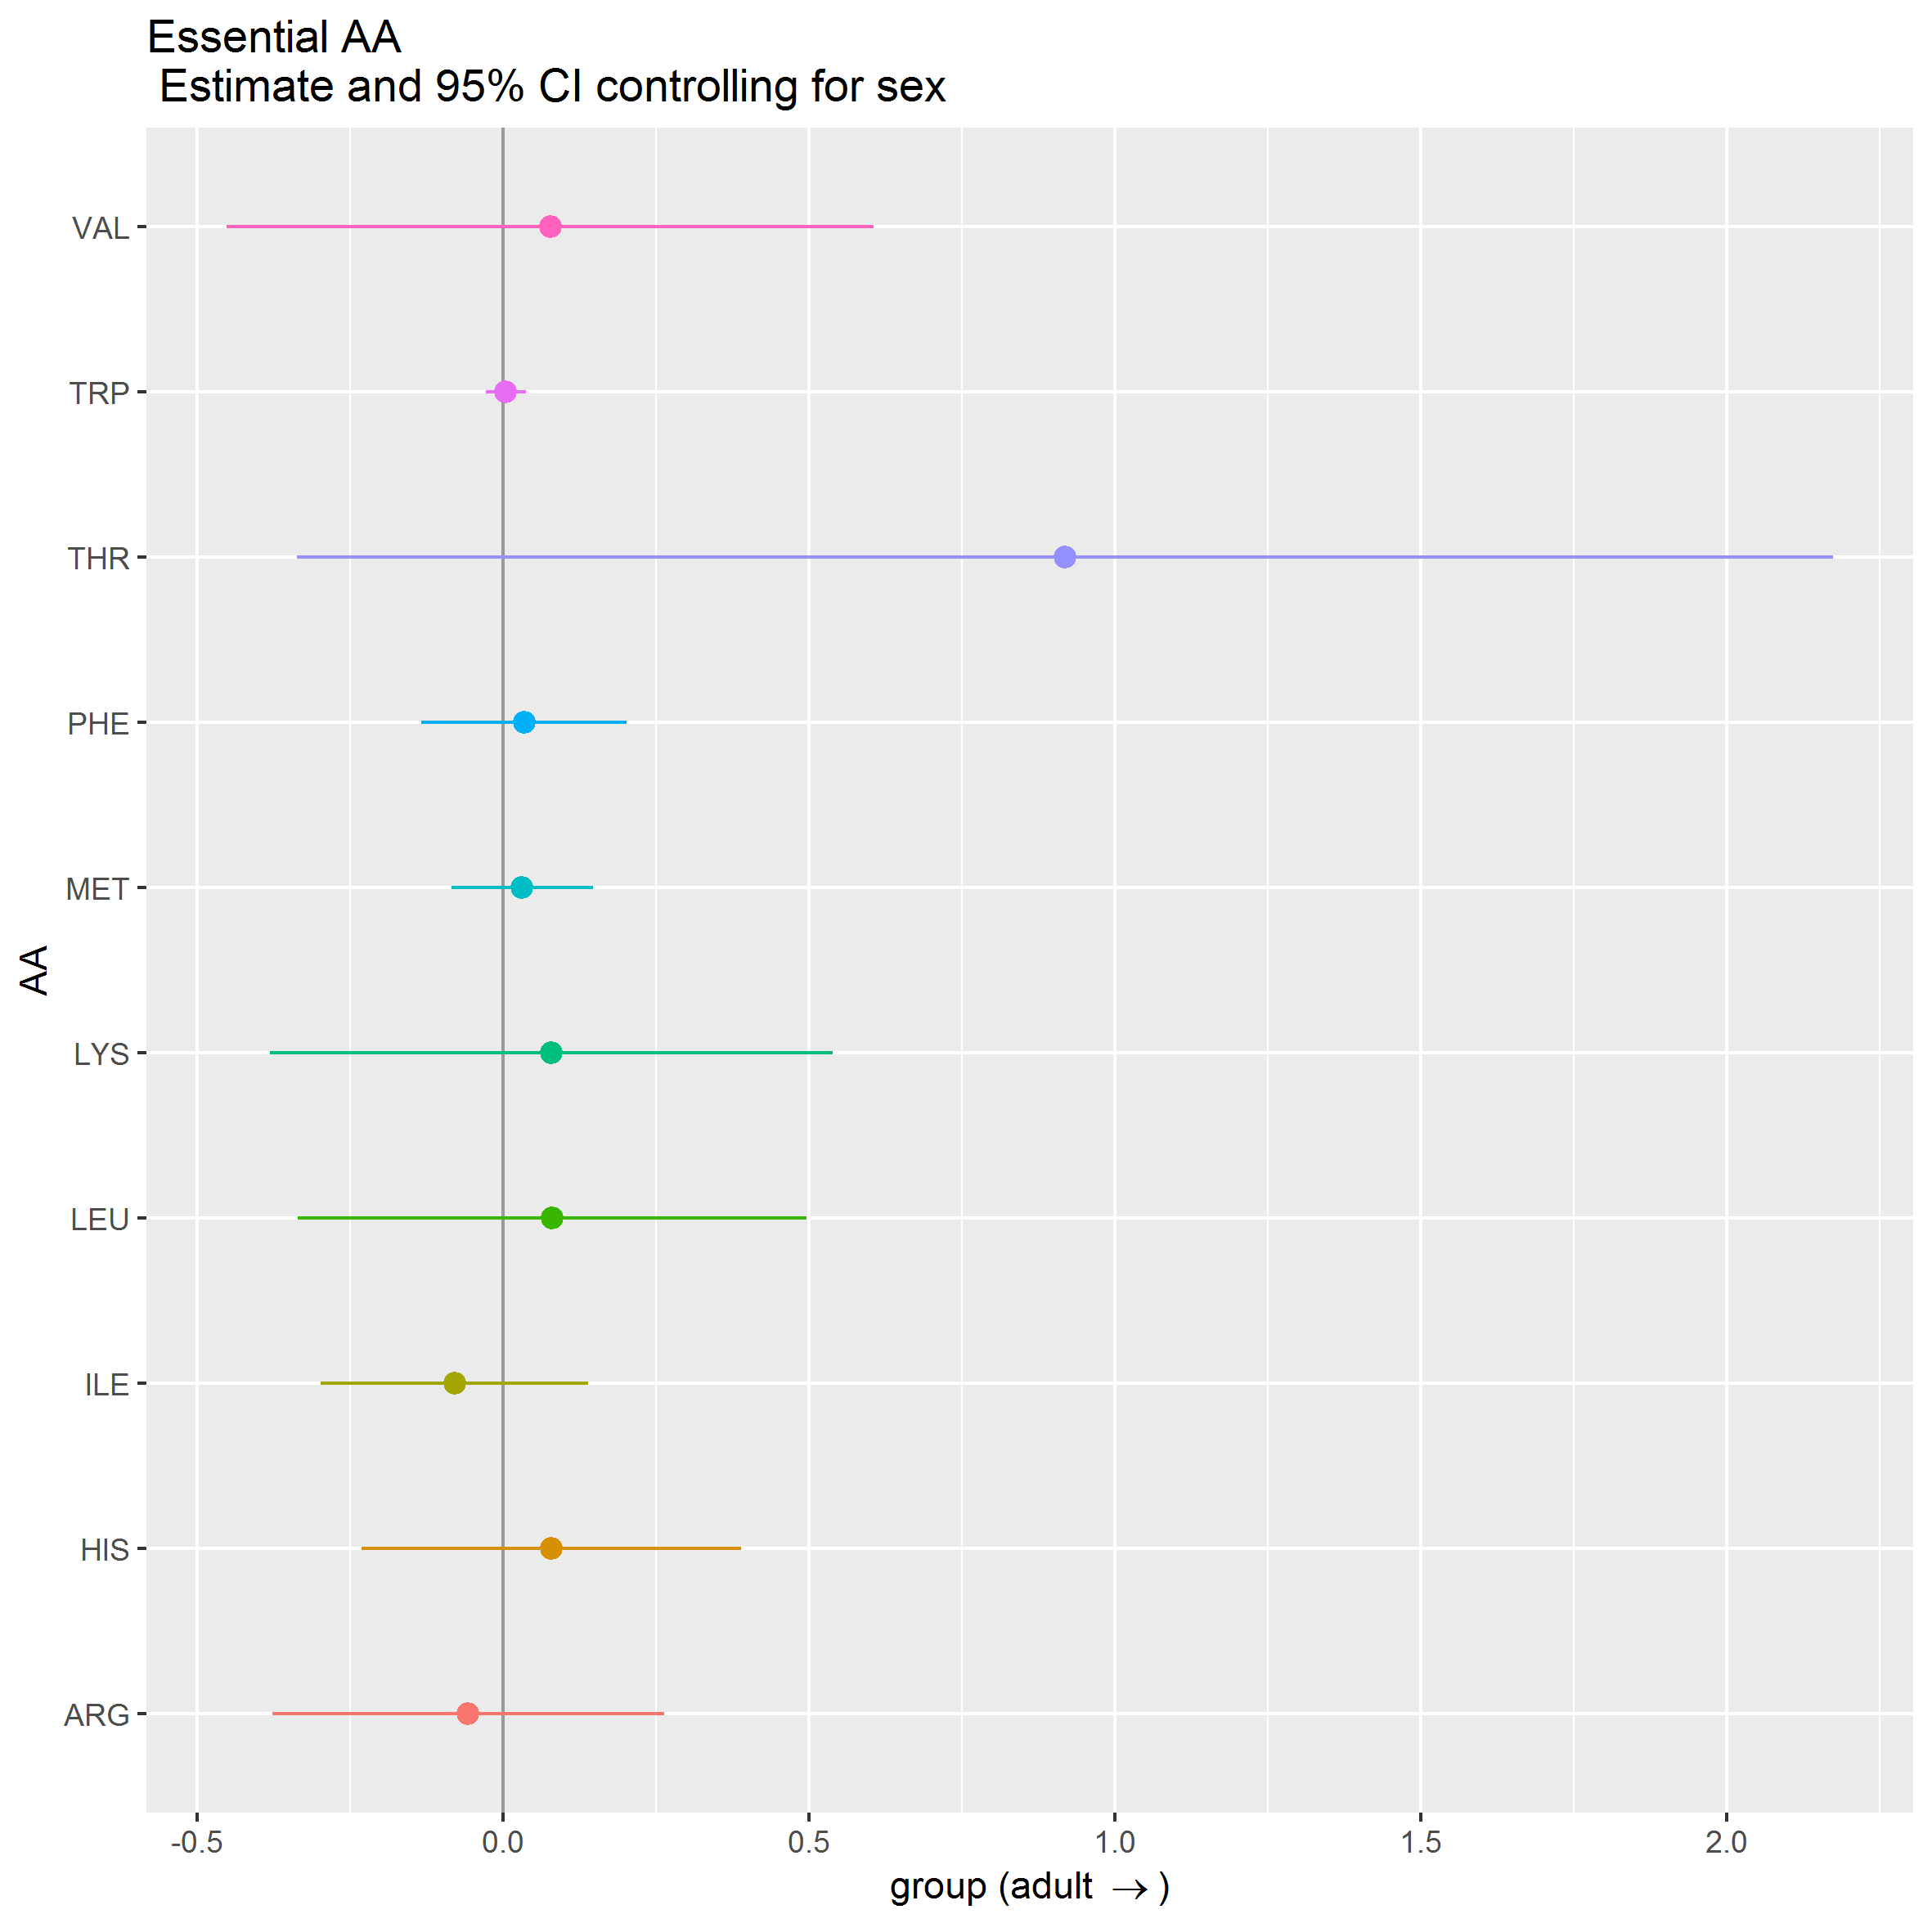 Essential AA
Estimate and 95% CI controlling for sex
VAL
TRP
THR
PHE
MET
LYS
LEU
ILE
HIS
ARG
AA
-0.5 0.0 0.5 1.0 1.5 2.0
group (adult → )